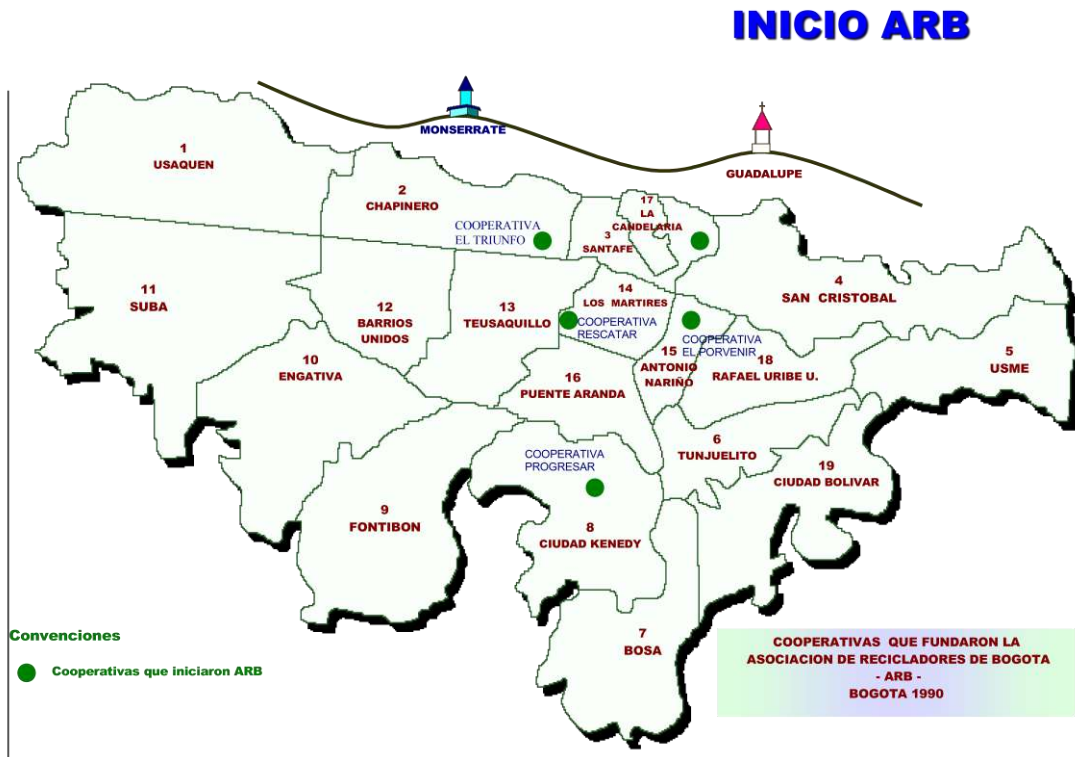 INICIO ARB
MONSERRATE
GUADALUPE
1
USAQUEN
2
CHAPINERO
COOPERATIVA
EL TRIUNFO
17
LA
CANDELARIA
3
SANTAFE
4
SAN CRISTOBAL
11
SUBA
12
BARRIOS
UNIDOS
13
TEUSAQUILLO
14
LOS MARTIRES
COOPERATIVA
RESCATAR
COOPERATIVA
EL PORVENIR
15
ANTONIO
NARIÑO
18
RAFAEL URIBE U.
5
USME
10
ENGATIVA
16
PUENTE ARANDA
6
TUNJUELITO
19
CIUDAD BOLIVAR
COOPERATIVA
PROGRESAR
9
FONTIBON
8
CIUDAD KENEDY
7
BOSA
Convenciones
Cooperativas que iniciaron ARB
COOPERATIVAS QUE FUNDARON LA
ASOCIACION DE RECICLADORES DE BOGOTA
- ARB -
BOGOTA 1990